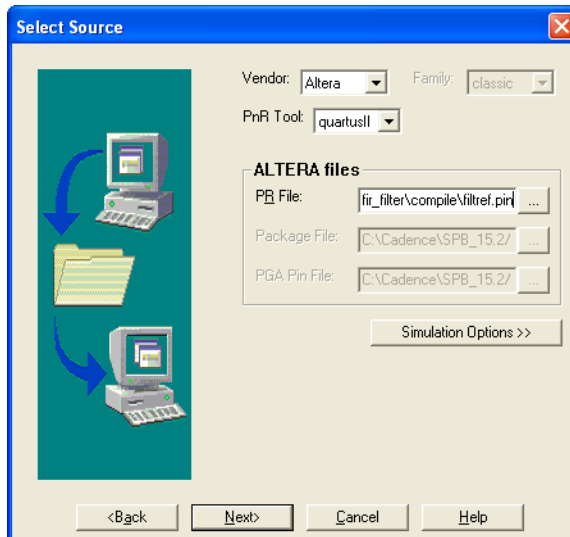 Select Source
Vendor: Altera Family: classic
PnR Tool: quartusII
ALTERA files
PR File: fir_filter\compile\filtref.pin ...
Package File: C:\Cadence\SPB_15.2/ ...
PGA Pin File: C:\Cadence\SPB_15.2/ ...
Simulation Options >>
<Back Next> Cancel Help